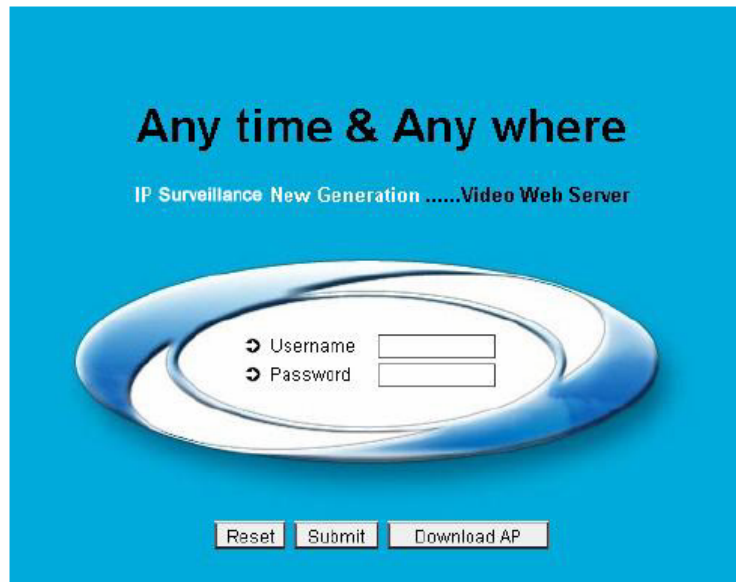 Any time & Any where
IP Surveillance New Generation ......Video Web Server
Username
Password
Reset Submit Download AP